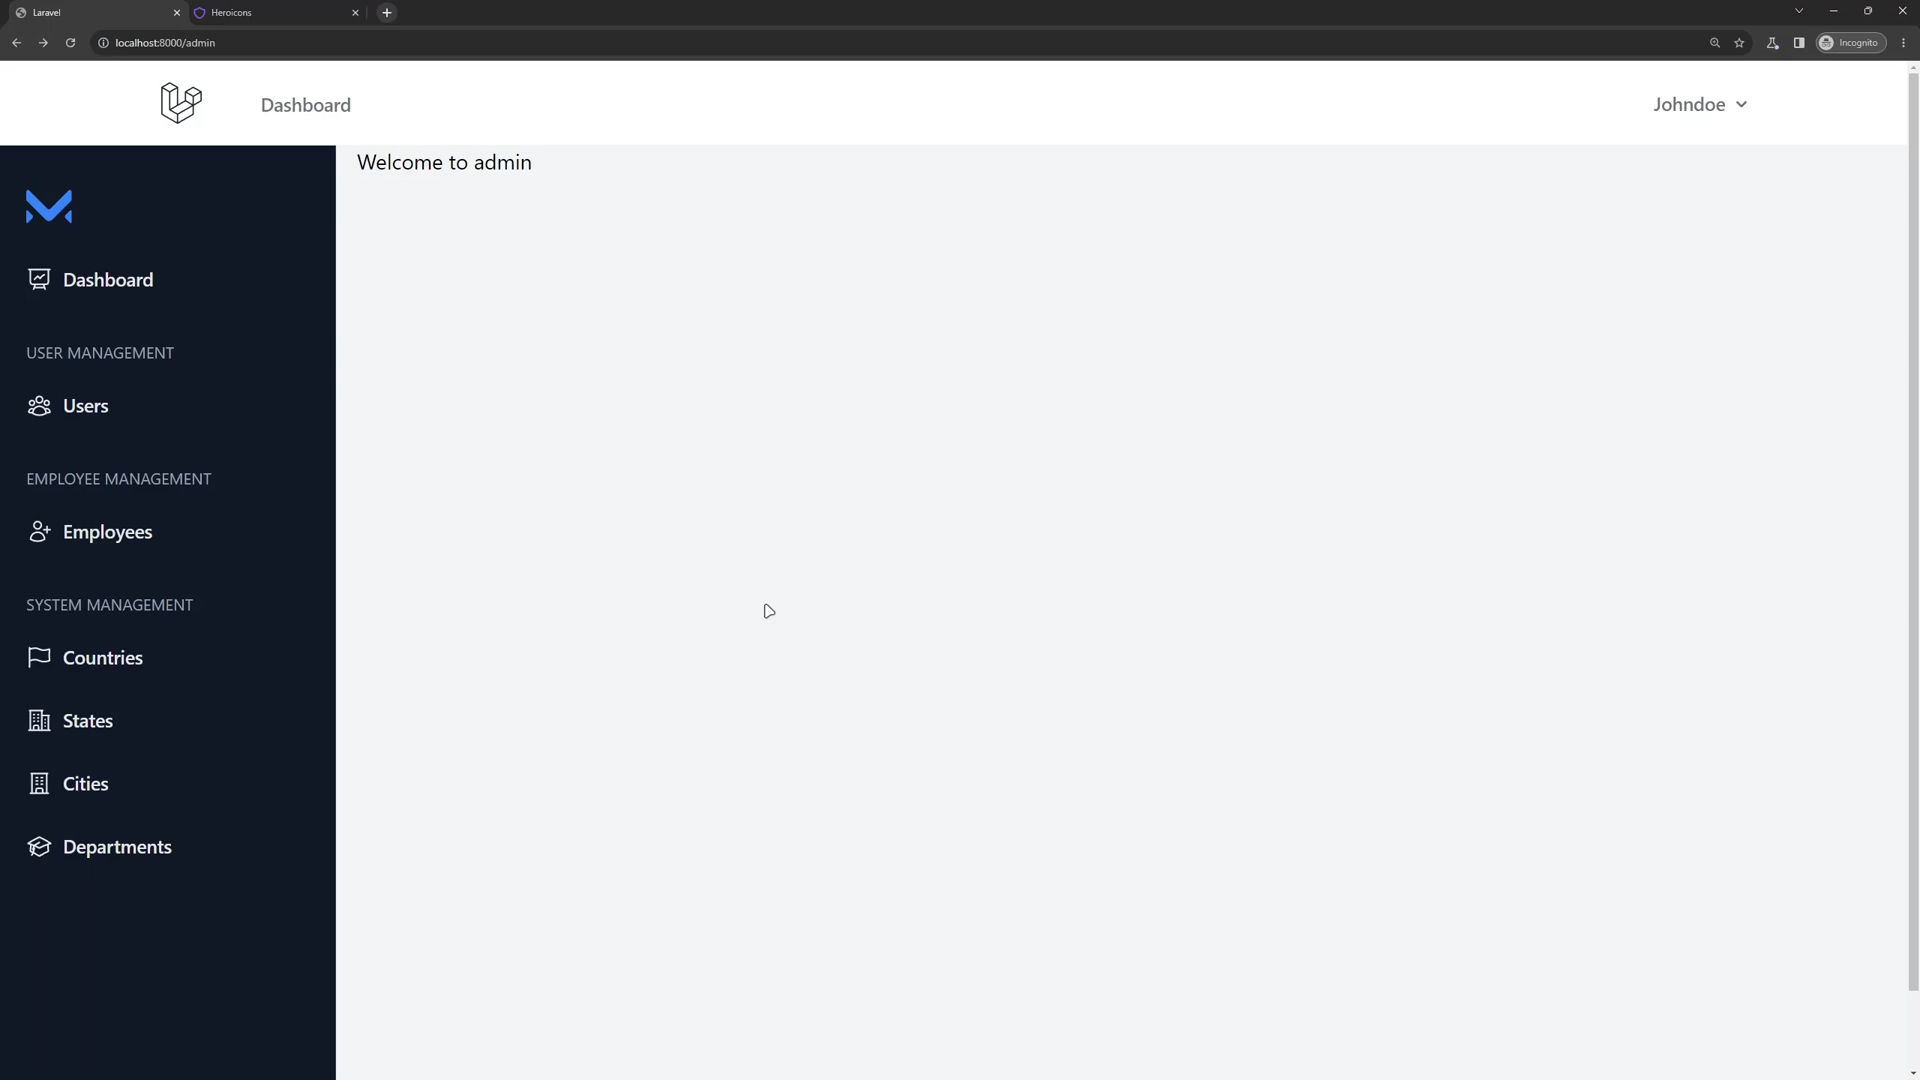 Laravel
Heroicons
localhost:8000/admin
Incognito
Dashboard
Johndoe
Welcome to admin
Dashboard
USER MANAGEMENT
Users
EMPLOYEE MANAGEMENT
Employees
SYSTEM MANAGEMENT
Countries
States
Cities
Departments